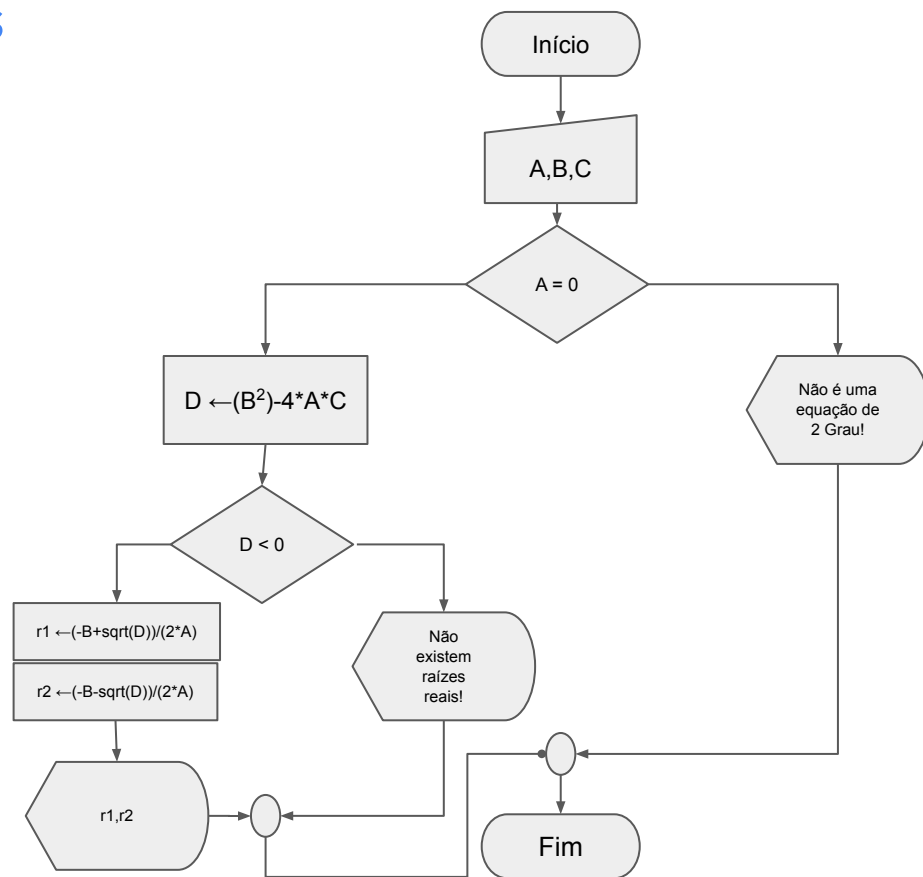 Início
A,B,C
A = 0
D ←(B²)-4*A*C
Não é uma
equação de
2 Grau!
D < 0
r1 ←(-B+sqrt(D))/(2*A)
r2 ←(-B-sqrt(D))/(2*A)
Não
existem
raízes
reais!
r1,r2
Fim